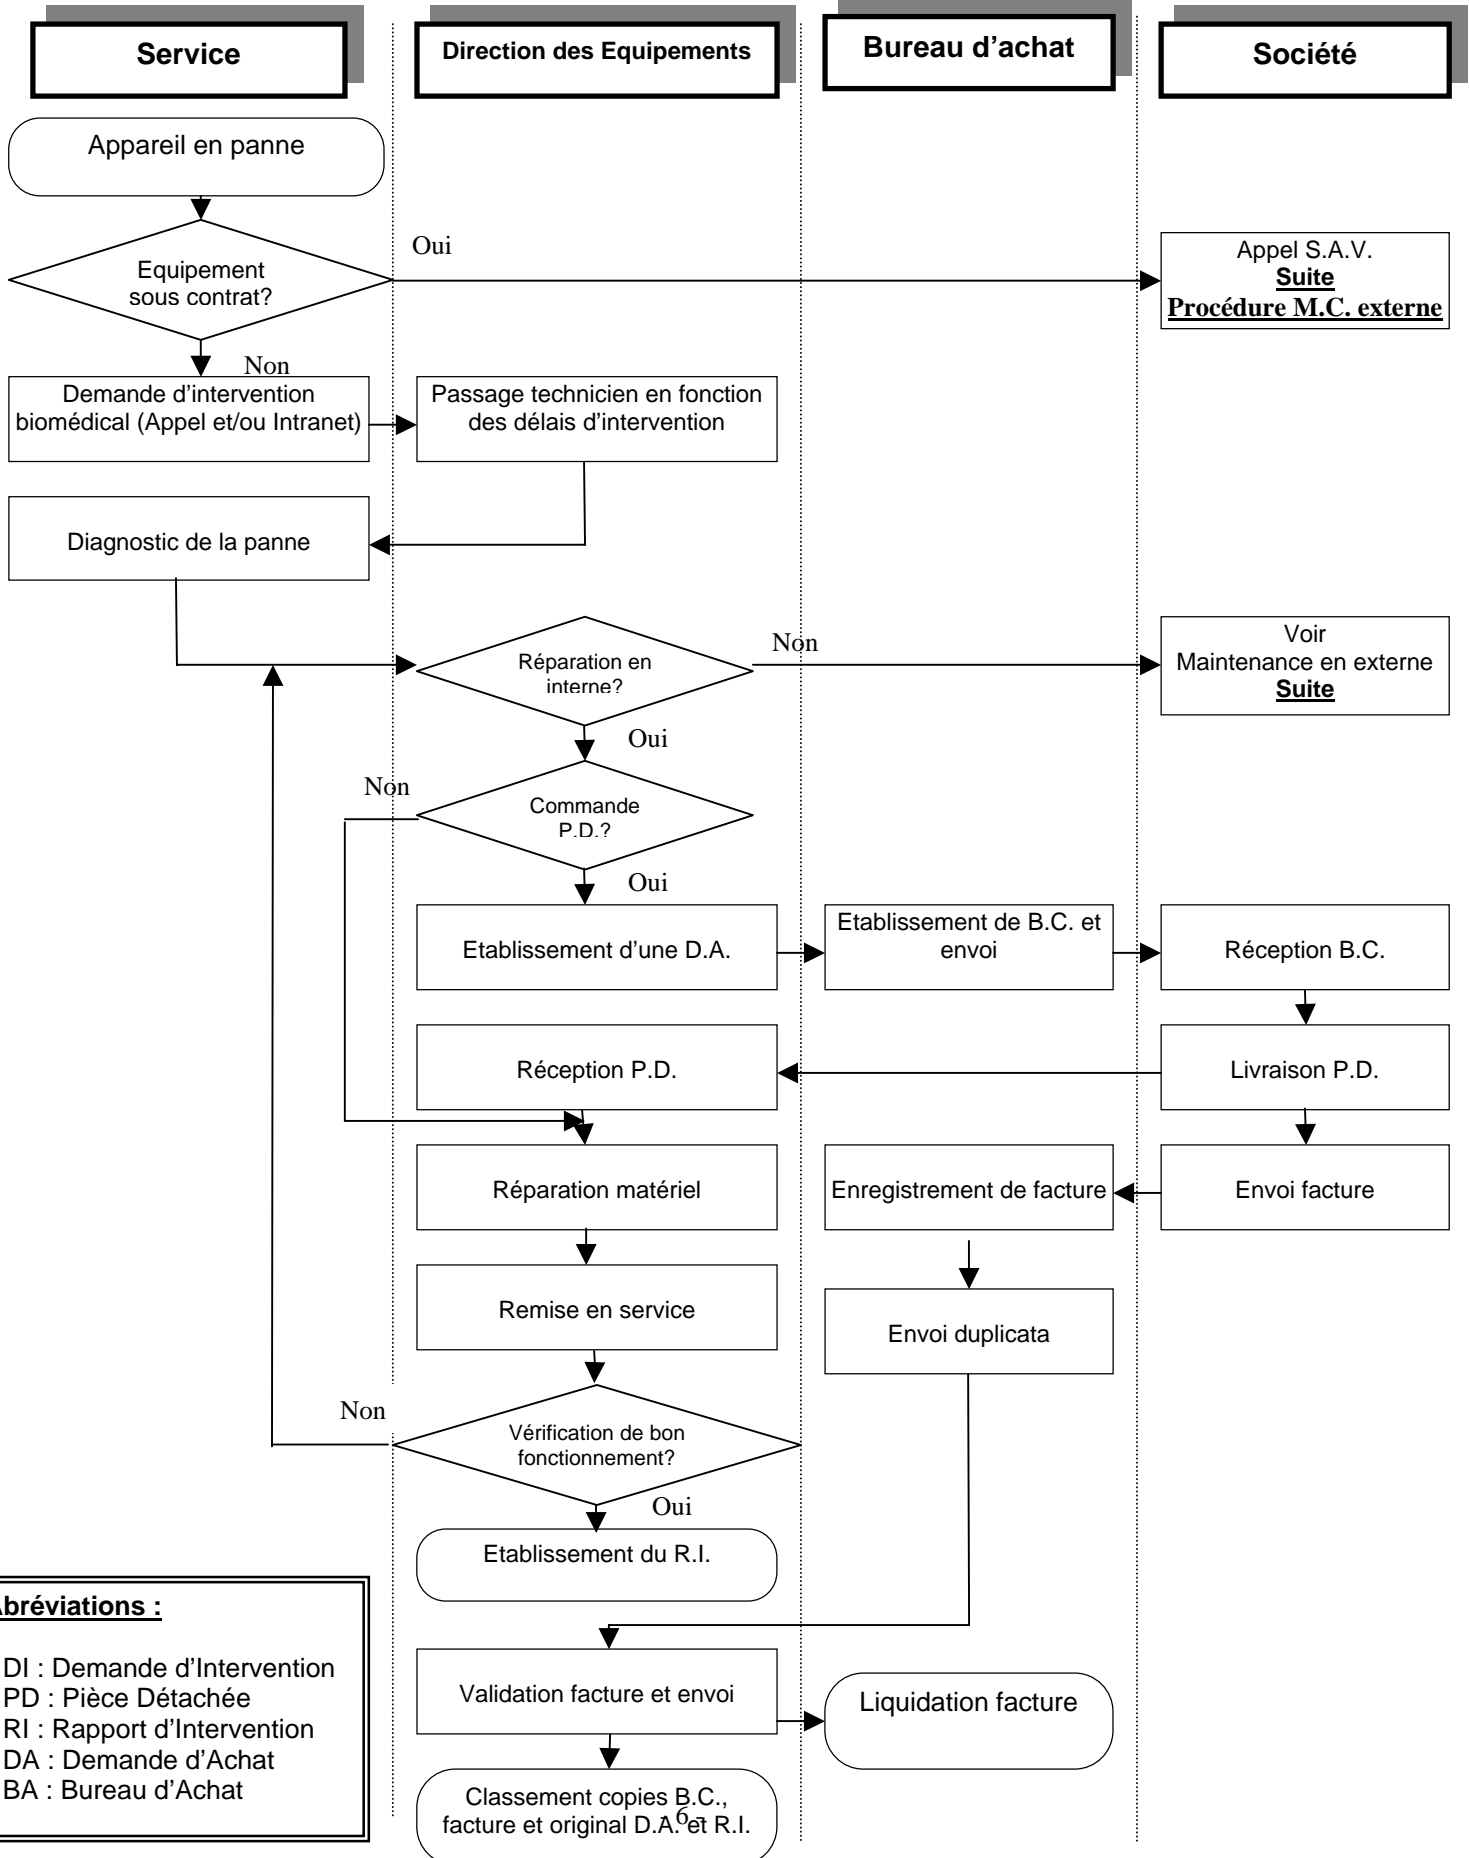 Service
Direction des Equipements
Bureau d'achat
Société
Appareil en panne
Oui
Equipement
sous contrat?
Appel S.A.V.
Suite
Procédure M.C. externe
Non
Demande d'intervention
biomédical (Appel et/ou Intranet)
Passage technicien en fonction
des délais d'intervention
Diagnostic de la panne
Réparation en
interne?
Non
Voir
Maintenance en externe
Suite
Oui
Non
Commande
P.D.?
Oui
Etablissement d'une D.A.
Etablissement de B.C. et
envoi
Réception B.C.
Réception P.D.
Livraison P.D.
Réparation matériel
Enregistrement de facture
Envoi facture
Remise en service
Envoi duplicata
Non
Vérification de bon
fonctionnement?
Oui
Etablissement du R.I.
Abréviations :
DI : Demande d'Intervention
PD : Pièce Détachée
RI : Rapport d'Intervention
DA : Demande d'Achat
BA : Bureau d'Achat
Validation facture et envoi
Liquidation facture
Classement copies B.C.,
facture et original D.A. et R.I.
- 6 -